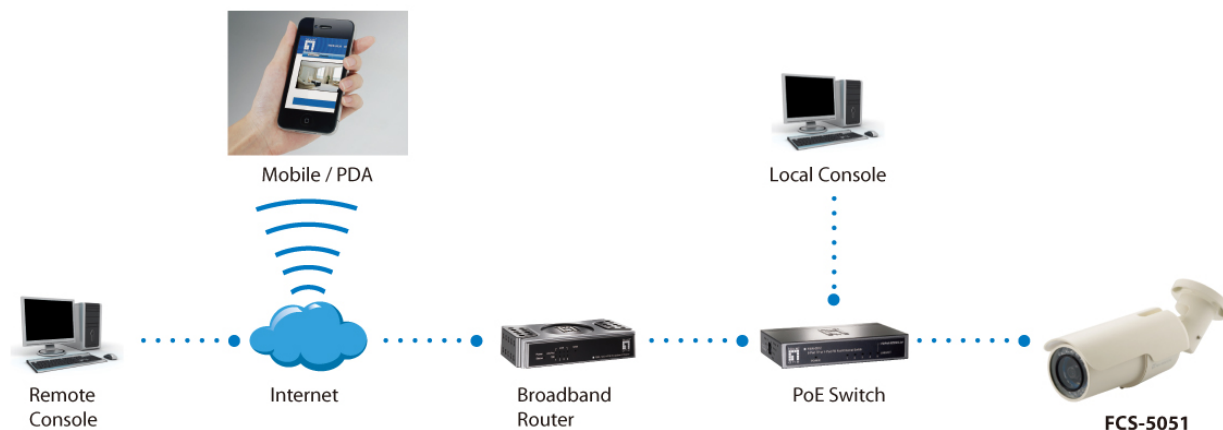 Mobile / PDA
Local Console
Remote
Console
Internet
Broadband
Router
PoE Switch
FCS-5051